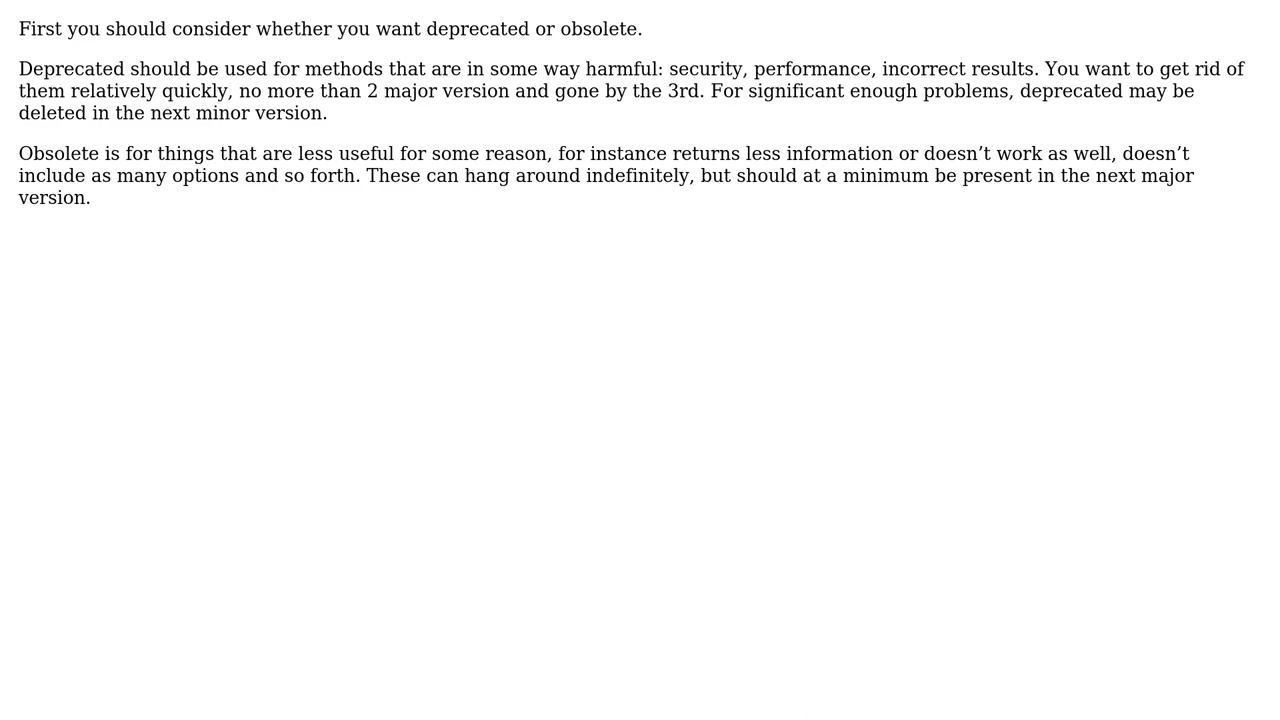 First you should consider whether you want deprecated or obsolete.
Deprecated should be used for methods that are in some way harmful: security, performance, incorrect results. You want to get rid of
them relatively quickly, no more than 2 major version and gone by the 3rd. For significant enough problems, deprecated may be
deleted in the next minor version.
Obsolete is for things that are less useful for some reason, for instance returns less information or doesn’t work as well, doesn’t
include as many options and so forth. These can hang around indefinitely, but should at a minimum be present in the next major
version.